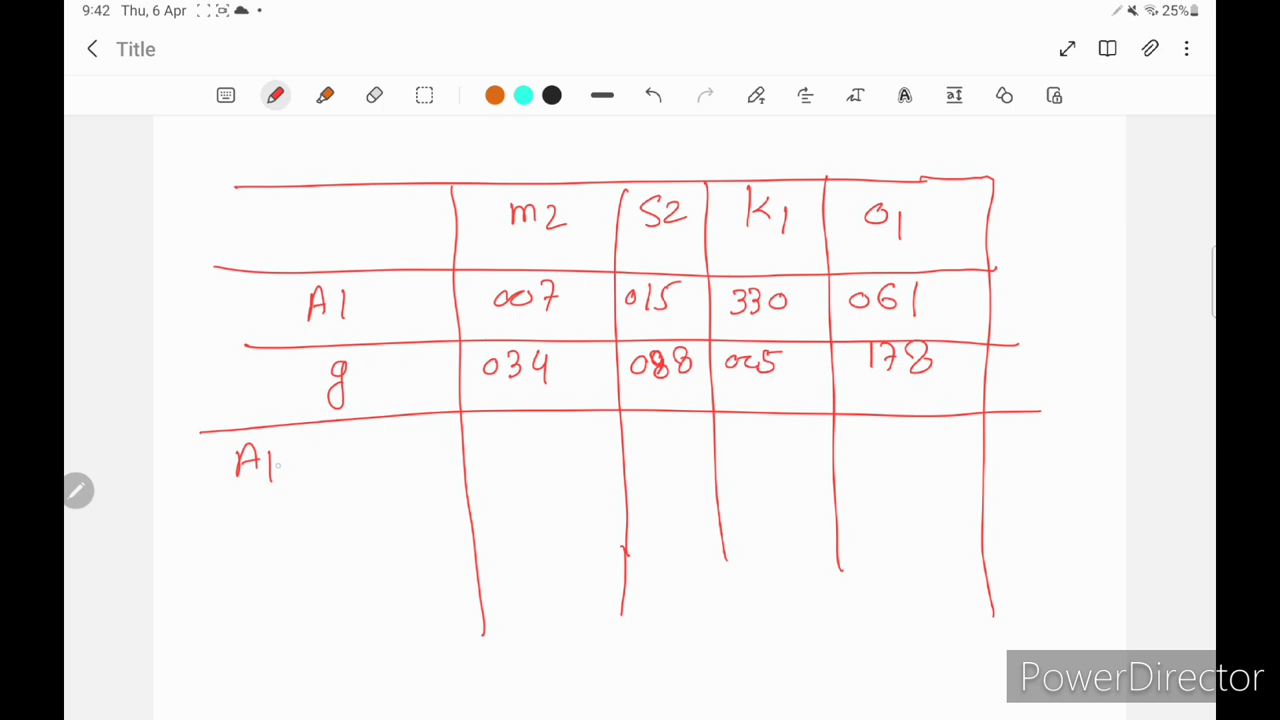 9:42 Thu, 6 Apr 25%
Title
m2 S2 K1 O1
A1 007 015 330 061
g 034 088 005 178
A1
PowerDirector